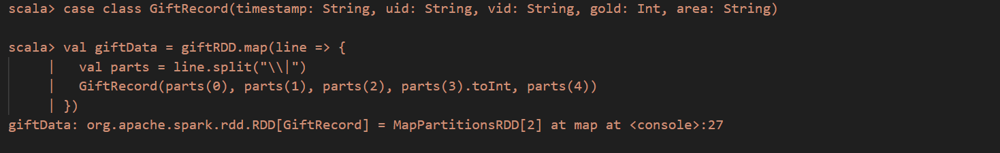 scala> case class GiftRecord(timestamp: String, uid: String, vid: String, gold: Int, area: String)
scala> val giftData = giftRDD.map(line => {
     |   val parts = line.split("\\|")
     |   GiftRecord(parts(0), parts(1), parts(2), parts(3).toInt, parts(4))
     | })
giftData: org.apache.spark.rdd.RDD[GiftRecord] = MapPartitionsRDD[2] at map at <console>:27